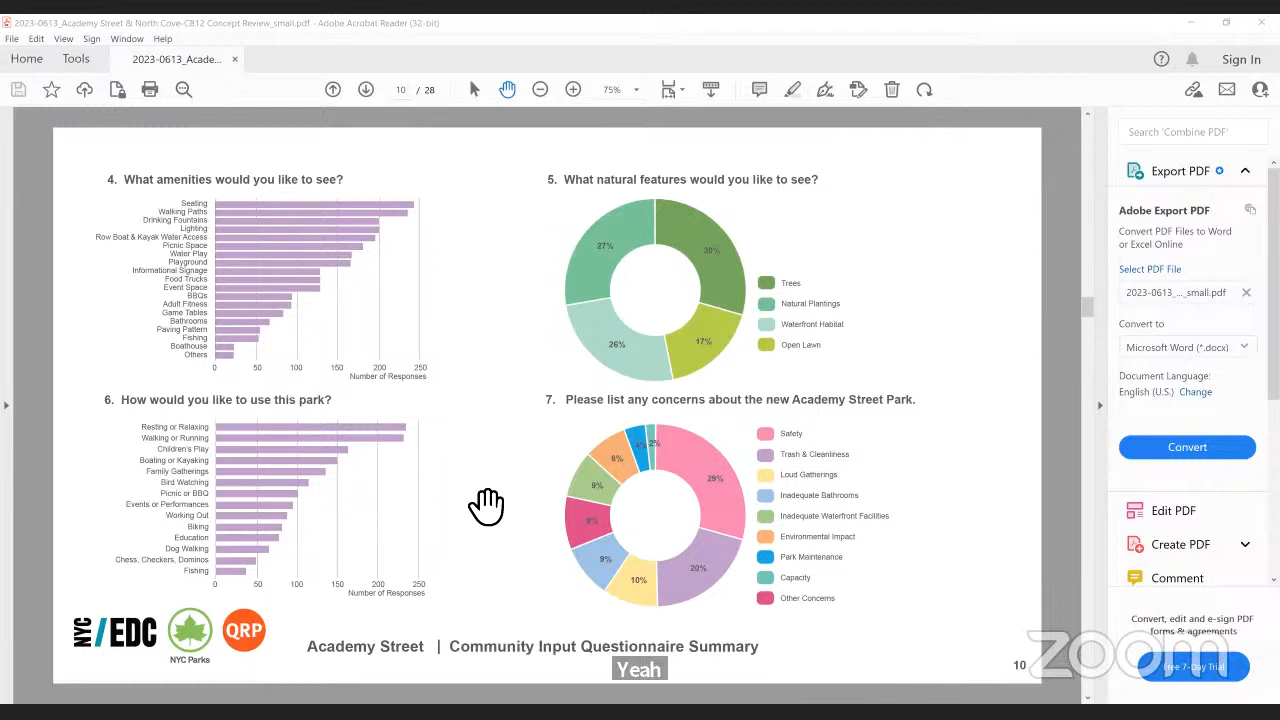 2023-0613_Academy Street & North Cove-CB12 Concept Review_small.pdf - Adobe Acrobat Reader (32-bit)
File Edit View Sign Window Help
Home Tools 2023-0613_Acade... ×
Sign In
10 / 28 75%
4. What amenities would you like to see?
Seating
Walking Paths
Drinking Fountains
Lighting
Row Boat & Kayak Water Access
Picnic Space
Water Play
Playground
Informational Signage
Food Trucks
Event Space
BBQs
Adult Fitness
Game Tables
Bathrooms
Paving Pattern
Fishing
Boathouse
Others
0 50 100 150 200 250
Number of Responses
5. What natural features would you like to see?
27% 30%
26% 17%
Trees
Natural Plantings
Waterfront Habitat
Open Lawn
6. How would you like to use this park?
Resting or Relaxing
Walking or Running
Children's Play
Boating or Kayaking
Family Gatherings
Bird Watching
Picnic or BBQ
Events or Performances
Working Out
Biking
Education
Dog Walking
Chess, Checkers, Dominos
Fishing
0 50 100 150 200 250
Number of Responses
7. Please list any concerns about the new Academy Street Park.
2%
29%
9%
9%
10%
20%
Safety
Trash & Cleanliness
Loud Gatherings
Inadequate Bathrooms
Inadequate Waterfront Facilities
Environmental Impact
Park Maintenance
Capacity
Other Concerns
NYC / EDC
NYC Parks
QRP
Academy Street | Community Input Questionnaire Summary
10
Yeah
Search 'Combine PDF'
Export PDF
Adobe Export PDF
Convert PDF Files to Word
or Excel Online
Select PDF File
2023-0613_..._small.pdf
Convert to
Microsoft Word (*.docx)
Document Language:
English (U.S.) Change
Convert
Edit PDF
Create PDF
Comment
Convert, edit and e-sign PDF
forms & agreements
Free 7-Day Trial
zoom